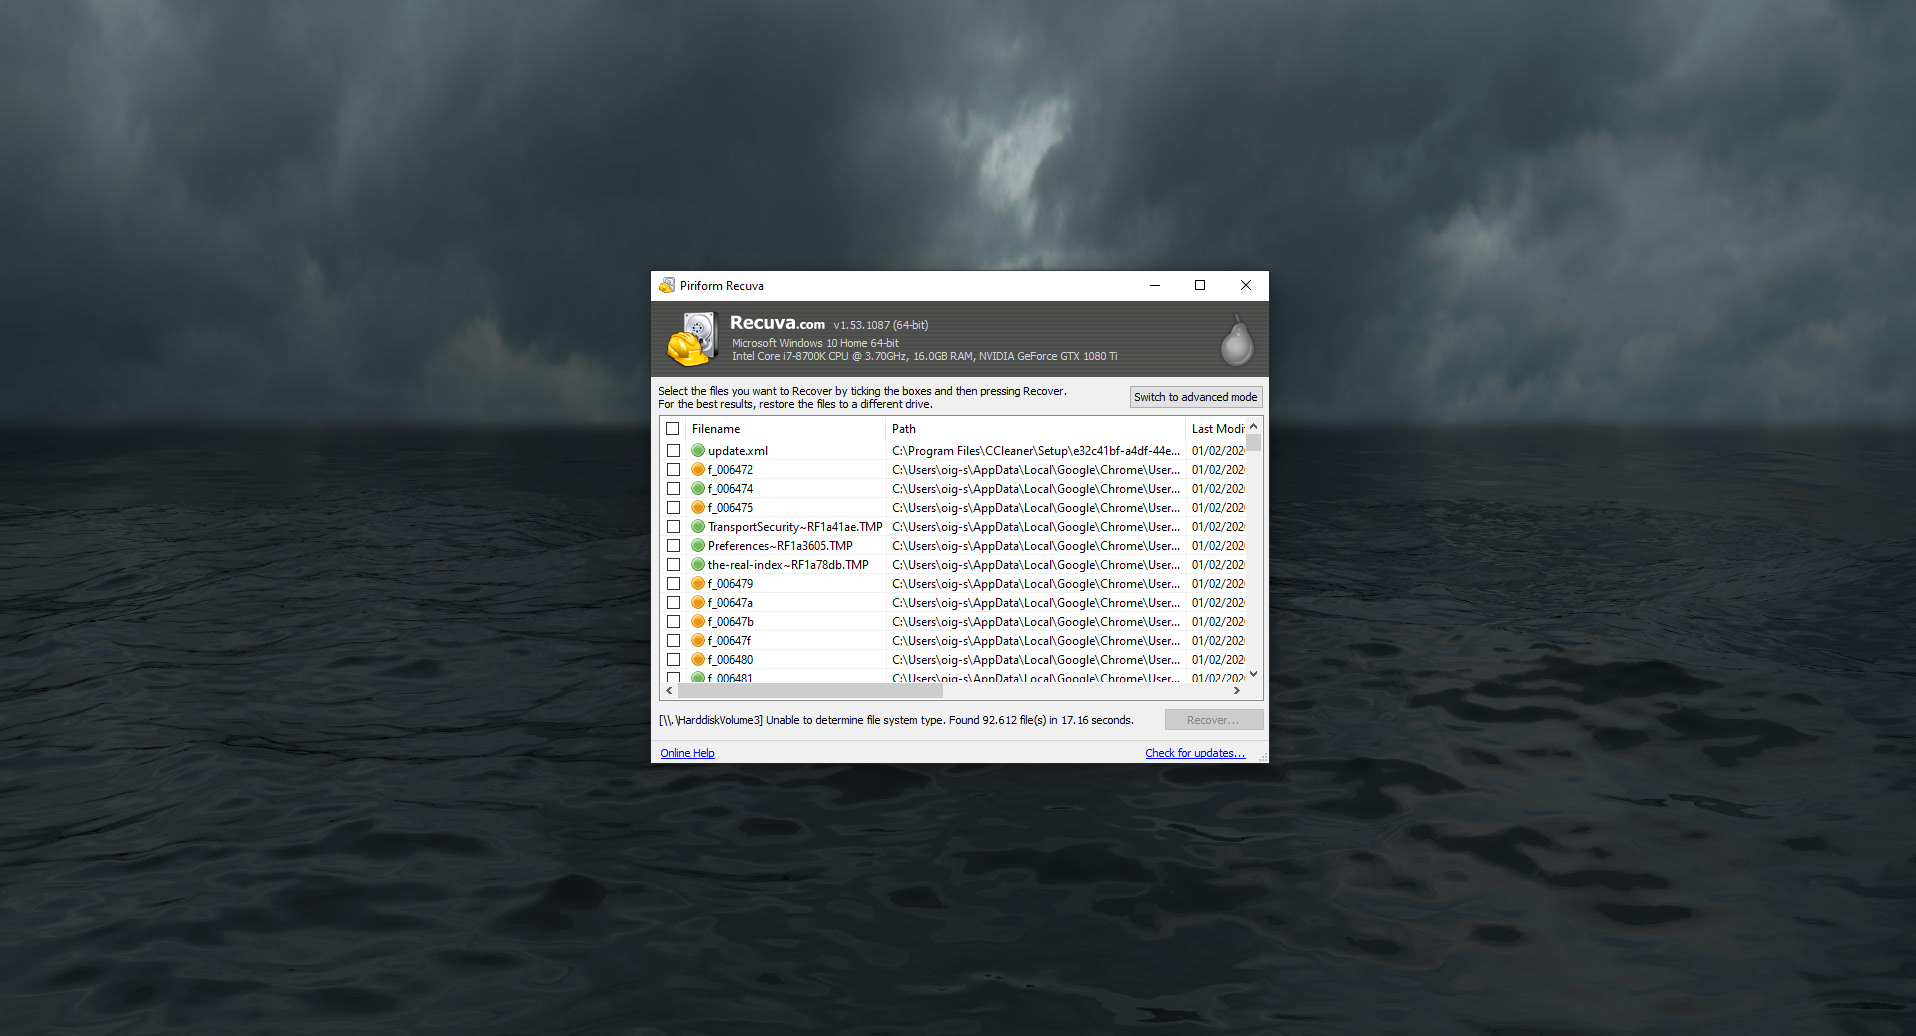 Piriform Recuva
Recuva.com v1.53.1087 (64-bit)
Microsoft Windows 10 Home 64-bit
Intel Core i7-8700K CPU @ 3.70GHz, 16.0GB RAM, NVIDIA GeForce GTX 1080 Ti
Select the files you want to Recover by ticking the boxes and then pressing Recover.
For the best results, restore the files to a different drive.
Switch to advanced mode
Filename Path Last Modi
update.xml C:\Program Files\CCleaner\Setup\e32c41bf-a4df-44e... 01/02/202
f_006472 C:\Users\oig-s\AppData\Local\Google\Chrome\User... 01/02/202
f_006474 C:\Users\oig-s\AppData\Local\Google\Chrome\User... 01/02/202
f_006475 C:\Users\oig-s\AppData\Local\Google\Chrome\User... 01/02/202
TransportSecurity~RF1a41ae.TMP C:\Users\oig-s\AppData\Local\Google\Chrome\User... 01/02/202
Preferences~RF1a3605.TMP C:\Users\oig-s\AppData\Local\Google\Chrome\User... 01/02/202
the-real-index~RF1a78db.TMP C:\Users\oig-s\AppData\Local\Google\Chrome\User... 01/02/202
f_006479 C:\Users\oig-s\AppData\Local\Google\Chrome\User... 01/02/202
f_00647a C:\Users\oig-s\AppData\Local\Google\Chrome\User... 01/02/202
f_00647b C:\Users\oig-s\AppData\Local\Google\Chrome\User... 01/02/202
f_00647f C:\Users\oig-s\AppData\Local\Google\Chrome\User... 01/02/202
f_006480 C:\Users\oig-s\AppData\Local\Google\Chrome\User... 01/02/202
f_006481 C:\Users\oig-s\AppData\Local\Google\Chrome\User... 01/02/202
[\\.\HarddiskVolume3] Unable to determine file system type. Found 92.612 file(s) in 17.16 seconds.
Recover...
Online Help
Check for updates...